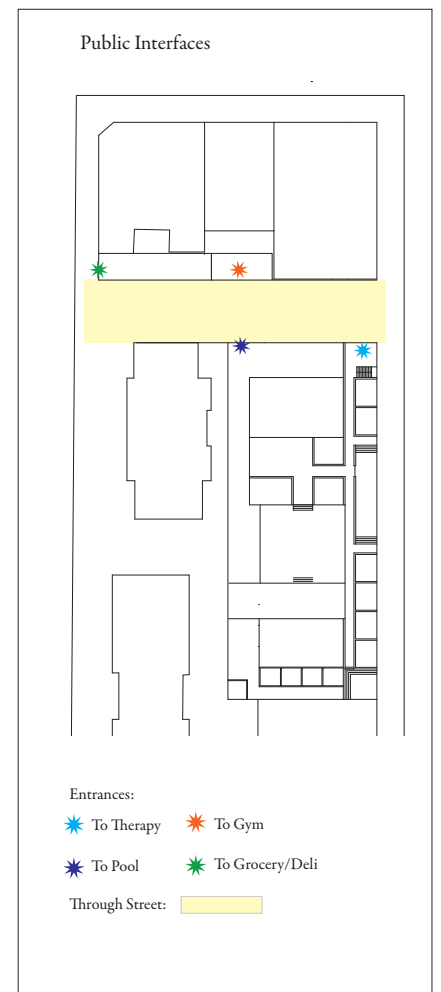 Public Interfaces
Entrances:
To Therapy
To Gym
To Pool
To Grocery/Deli
Through Street: